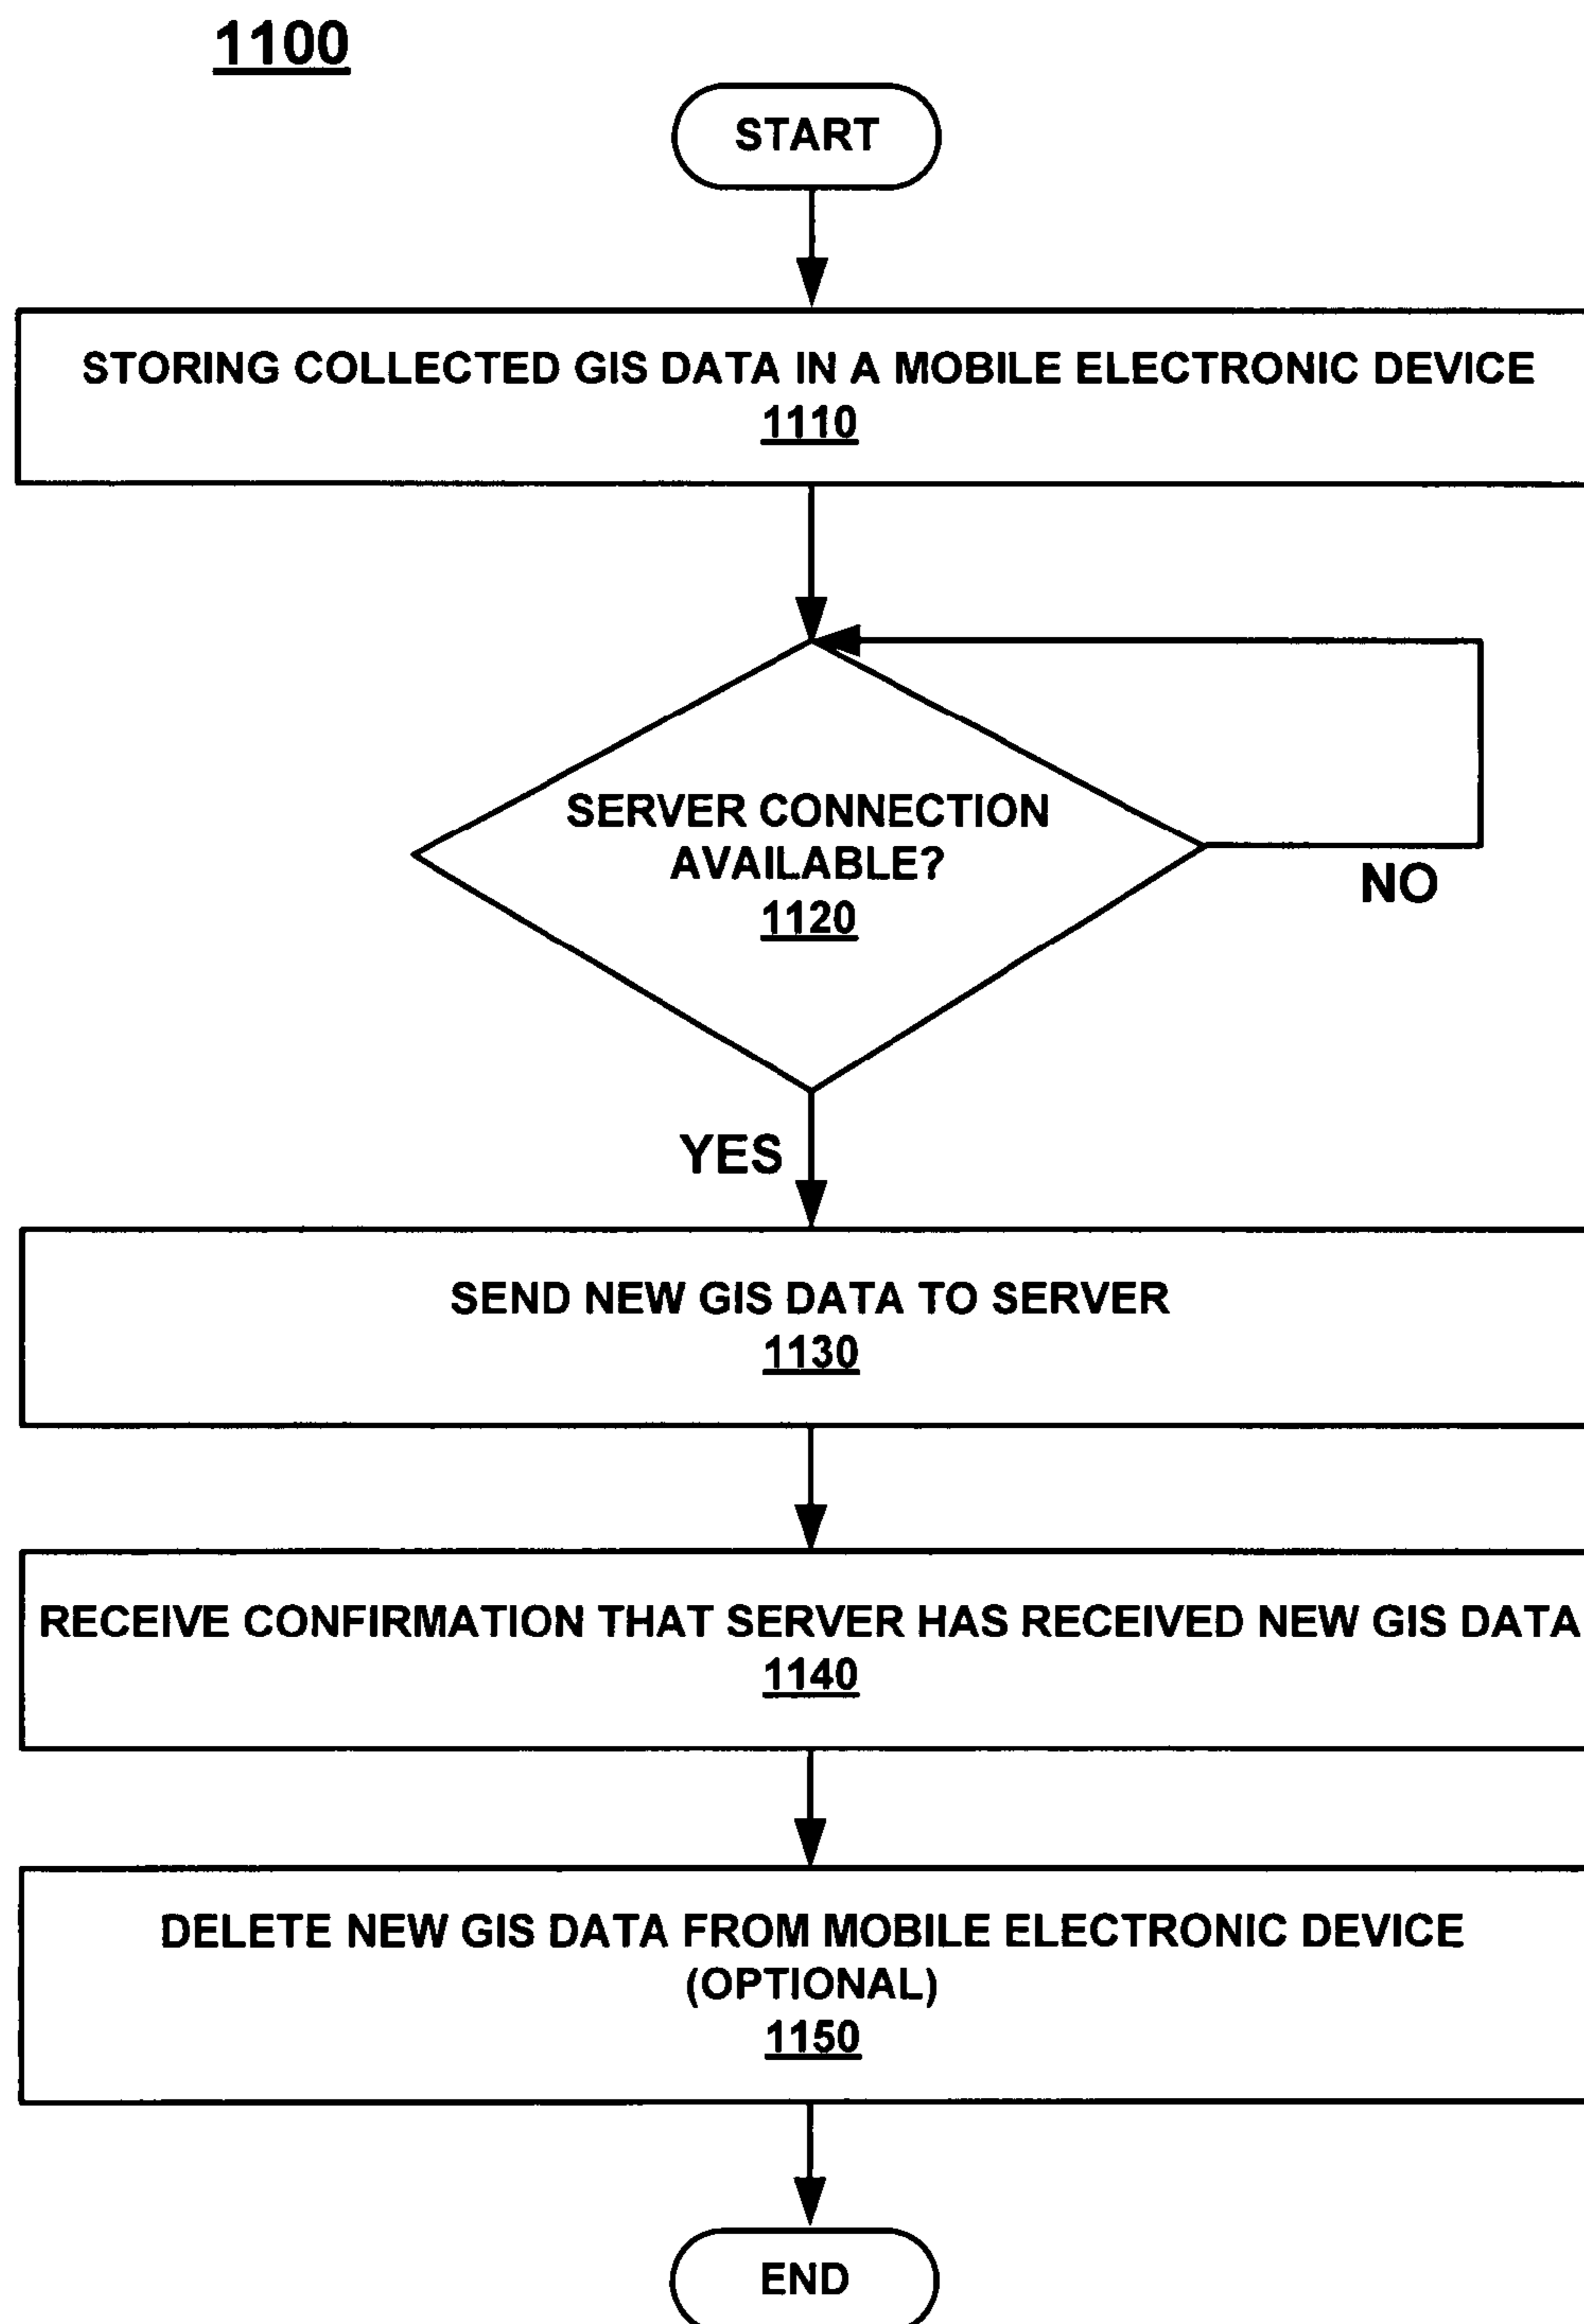 1100
START
STORING COLLECTED GIS DATA IN A MOBILE ELECTRONIC DEVICE
1110
SERVER CONNECTION
AVAILABLE?
1120
NO
YES
SEND NEW GIS DATA TO SERVER
1130
RECEIVE CONFIRMATION THAT SERVER HAS RECEIVED NEW GIS DATA
1140
DELETE NEW GIS DATA FROM MOBILE ELECTRONIC DEVICE
(OPTIONAL)
1150
END